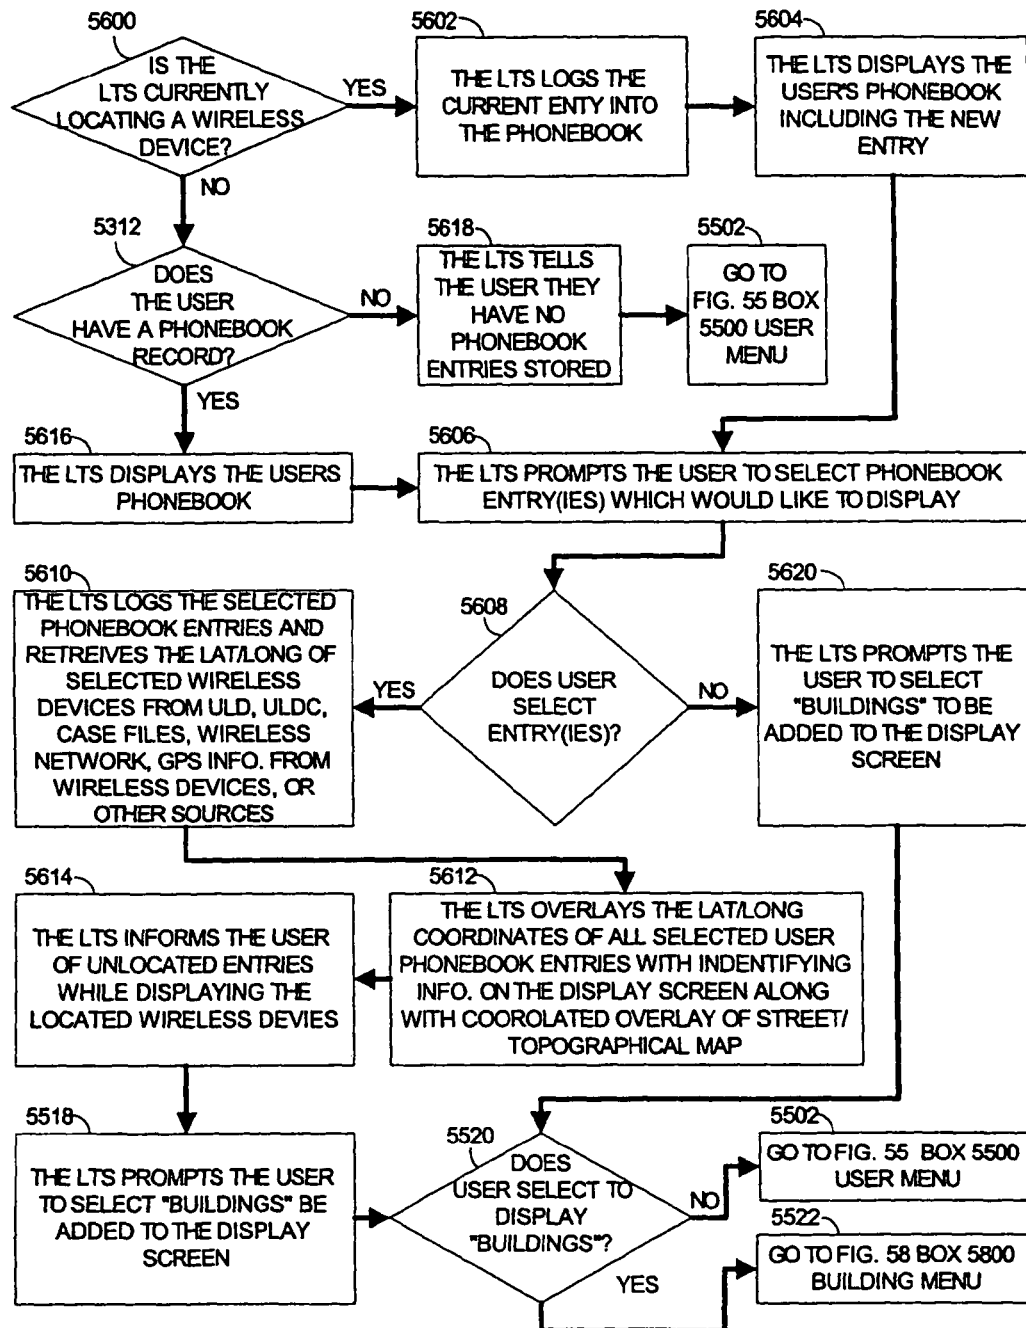 5600
IS THE
LTS CURRENTLY
LOCATING A WIRELESS
DEVICE?
YES
NO
5602
THE LTS LOGS THE
CURRENT ENTY INTO
THE PHONEBOOK
5604
THE LTS DISPLAYS THE
USER'S PHONEBOOK
INCLUDING THE NEW
ENTRY
5312
DOES
THE USER
HAVE A PHONEBOOK
RECORD?
NO
YES
5618
THE LTS TELLS
THE USER THEY
HAVE NO
PHONEBOOK
ENTRIES STORED
5502
GO TO
FIG. 55 BOX
5500 USER
MENU
5616
THE LTS DISPLAYS THE USERS
PHONEBOOK
5606
THE LTS PROMPTS THE USER TO SELECT PHONEBOOK
ENTRY(IES) WHICH WOULD LIKE TO DISPLAY
5610
THE LTS LOGS THE SELECTED
PHONEBOOK ENTRIES AND
RETREIVES THE LAT/LONG OF
SELECTED WIRELESS
DEVICES FROM ULD, ULDC,
CASE FILES, WIRELESS
NETWORK, GPS INFO. FROM
WIRELESS DEVICES, OR
OTHER SOURCES
5608
DOES USER
SELECT
ENTRY(IES)?
YES
NO
5620
THE LTS PROMPTS THE
USER TO SELECT
"BUILDINGS" TO BE
ADDED TO THE DISPLAY
SCREEN
5614
THE LTS INFORMS THE USER
OF UNLOCATED ENTRIES
WHILE DISPLAYING THE
LOCATED WIRELESS DEVIES
5612
THE LTS OVERLAYS THE LAT/LONG
COORDINATES OF ALL SELECTED USER
PHONEBOOK ENTRIES WITH INDENTIFYING
INFO. ON THE DISPLAY SCREEN ALONG
WITH COOROLATED OVERLAY OF STREET/
TOPOGRAPHICAL MAP
5518
THE LTS PROMPTS THE USER
TO SELECT "BUILDINGS" BE
ADDED TO THE DISPLAY
SCREEN
5520
DOES
USER SELECT TO
DISPLAY
"BUILDINGS"?
NO
YES
5502
GO TO FIG. 55 BOX 5500
USER MENU
5522
GO TO FIG. 58 BOX 5800
BUILDING MENU